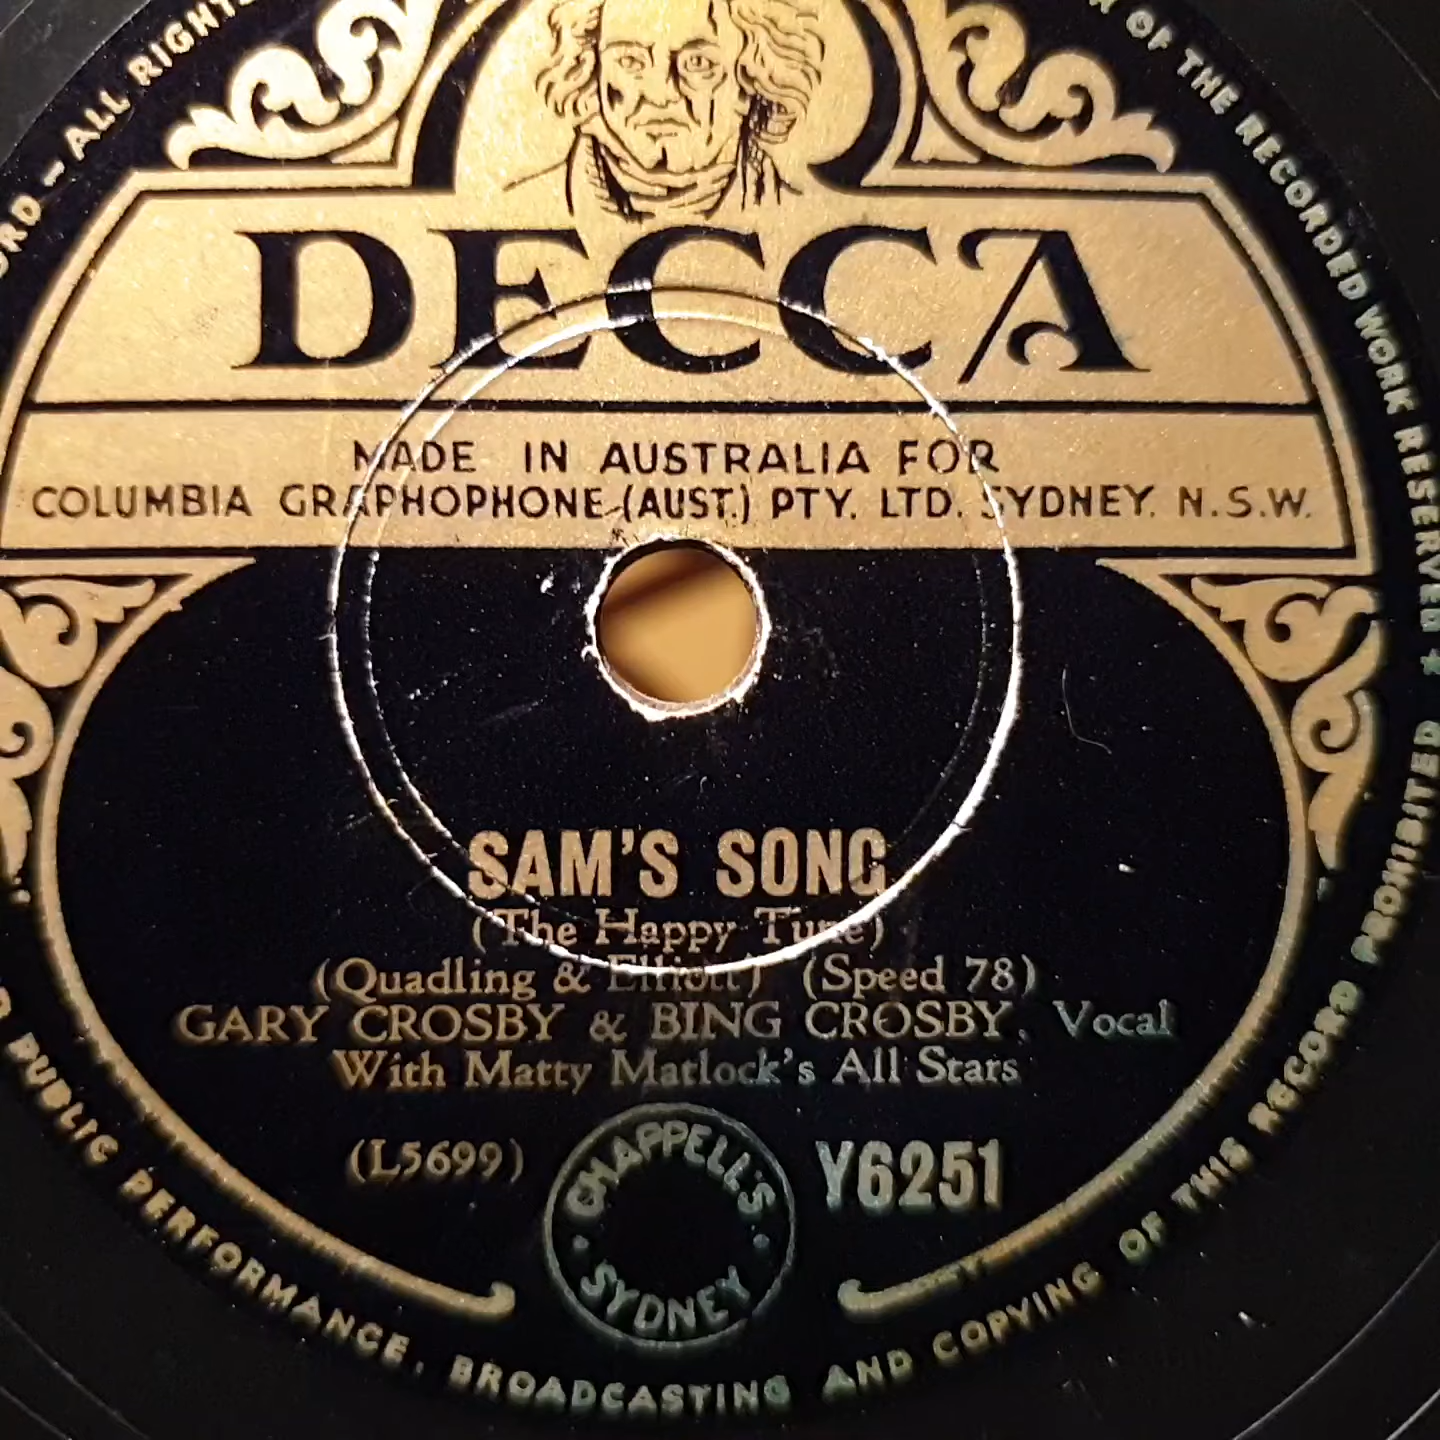 DECCA
MADE IN AUSTRALIA FOR
COLUMBIA GRAPHOPHONE (AUST.) PTY. LTD. SYDNEY. N.S.W.
SAM'S SONG
(The Happy Tune)
(Quadling & Elliott) (Speed 78)
GARY CROSBY & BING CROSBY, Vocal
With Matty Matlock's All Stars
(L5699)
CHAPPELL'S
SYDNEY
Y6251
ALL RIGHTS
OF THE RECORDED WORK RESERVED * PUBLIC PERFORMANCE, BROADCASTING AND COPYING OF THIS RECORD PROHIBITED